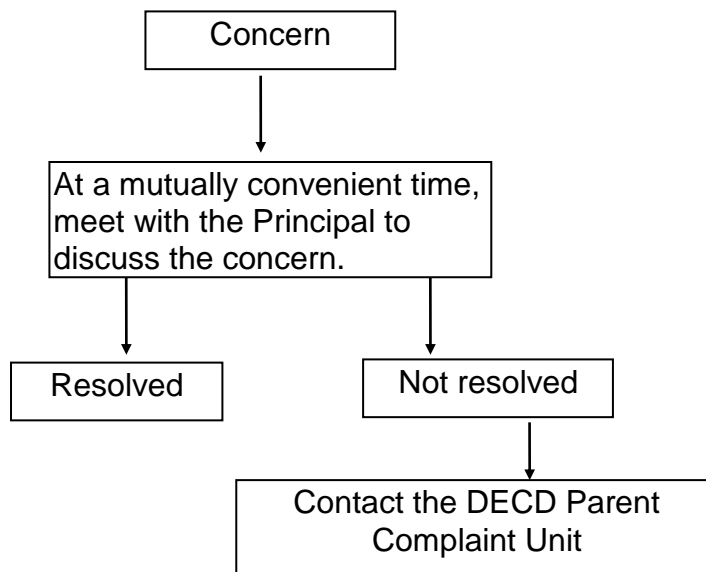 Concern
At a mutually convenient time,
meet with the Principal to
discuss the concern.
Resolved
Not resolved
Contact the DECD Parent
Complaint Unit